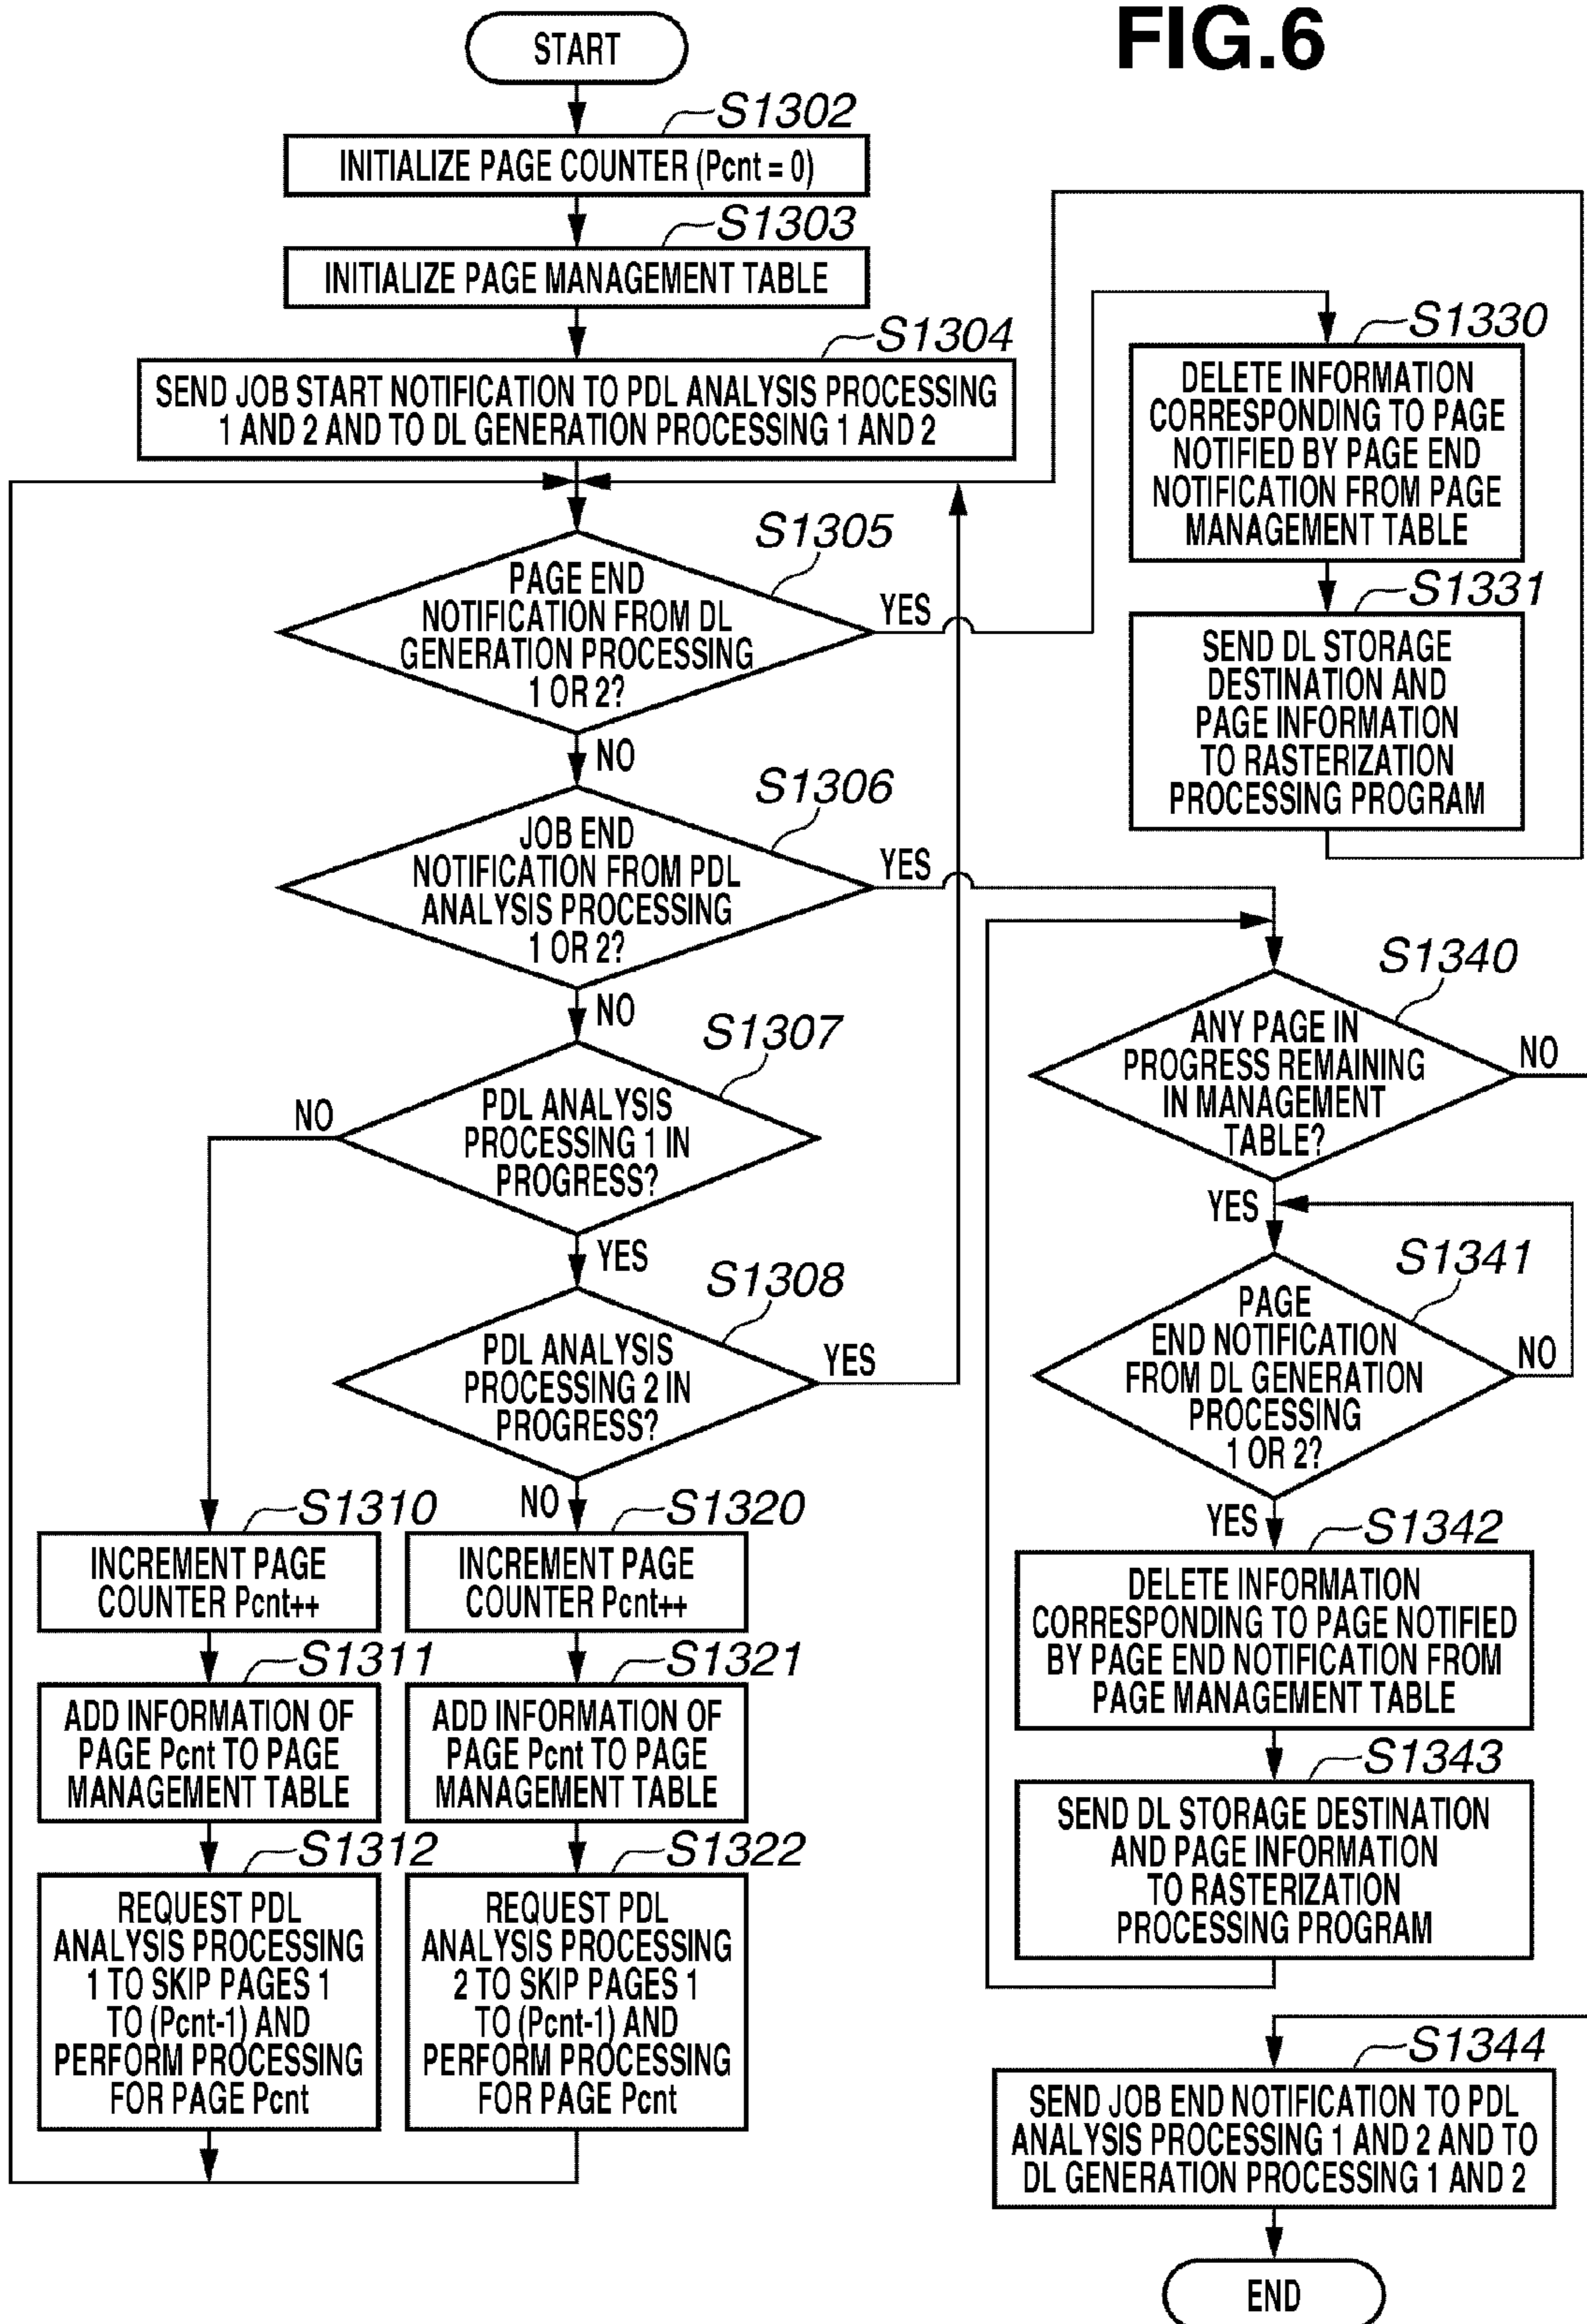 FIG.6
START
S1302
INITIALIZE PAGE COUNTER (Pcnt = 0)
S1303
INITIALIZE PAGE MANAGEMENT TABLE
S1304
SEND JOB START NOTIFICATION TO PDL ANALYSIS PROCESSING
1 AND 2 AND TO DL GENERATION PROCESSING 1 AND 2
S1305
PAGE END
NOTIFICATION FROM DL
GENERATION PROCESSING
1 OR 2?
YES
NO
S1306
JOB END
NOTIFICATION FROM PDL
ANALYSIS PROCESSING
1 OR 2?
YES
NO
S1307
PDL ANALYSIS
PROCESSING 1 IN
PROGRESS?
NO
YES
S1308
PDL ANALYSIS
PROCESSING 2 IN
PROGRESS?
YES
NO
S1310
INCREMENT PAGE
COUNTER Pcnt++
S1311
ADD INFORMATION OF
PAGE Pcnt TO PAGE
MANAGEMENT TABLE
S1312
REQUEST PDL
ANALYSIS PROCESSING
1 TO SKIP PAGES 1
TO (Pcnt-1) AND
PERFORM PROCESSING
FOR PAGE Pcnt
S1320
INCREMENT PAGE
COUNTER Pcnt++
S1321
ADD INFORMATION OF
PAGE Pcnt TO PAGE
MANAGEMENT TABLE
S1322
REQUEST PDL
ANALYSIS PROCESSING
2 TO SKIP PAGES 1
TO (Pcnt-1) AND
PERFORM PROCESSING
FOR PAGE Pcnt
S1330
DELETE INFORMATION
CORRESPONDING TO PAGE
NOTIFIED BY PAGE END
NOTIFICATION FROM PAGE
MANAGEMENT TABLE
S1331
SEND DL STORAGE
DESTINATION AND
PAGE INFORMATION
TO RASTERIZATION
PROCESSING PROGRAM
S1340
ANY PAGE IN
PROGRESS REMAINING
IN MANAGEMENT
TABLE?
NO
YES
S1341
PAGE
END NOTIFICATION
FROM DL GENERATION
PROCESSING
1 OR 2?
NO
YES
S1342
DELETE INFORMATION
CORRESPONDING TO PAGE NOTIFIED
BY PAGE END NOTIFICATION FROM
PAGE MANAGEMENT TABLE
S1343
SEND DL STORAGE DESTINATION
AND PAGE INFORMATION
TO RASTERIZATION
PROCESSING PROGRAM
S1344
SEND JOB END NOTIFICATION TO PDL
ANALYSIS PROCESSING 1 AND 2 AND TO
DL GENERATION PROCESSING 1 AND 2
END